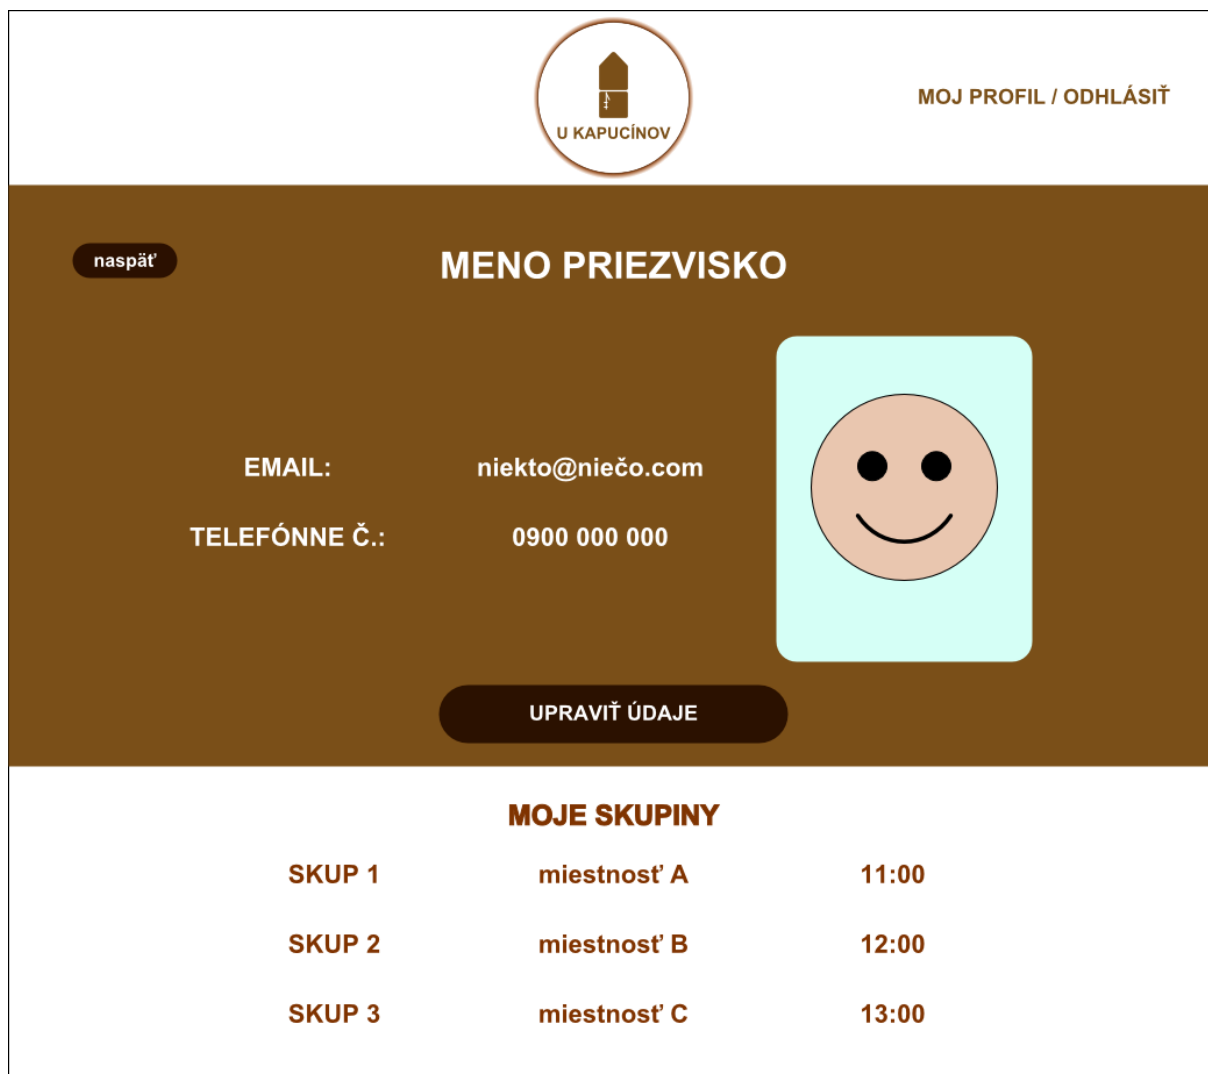 U KAPUCÍNOV
MOJ PROFIL / ODHLÁSIŤ
naspäť
MENO PRIEZVISKO
EMAIL: niekto@niečo.com
TELEFÓNNE Č.: 0900 000 000
UPRAVIŤ ÚDAJE
MOJE SKUPINY
SKUP 1 miestnosť A 11:00
SKUP 2 miestnosť B 12:00
SKUP 3 miestnosť C 13:00